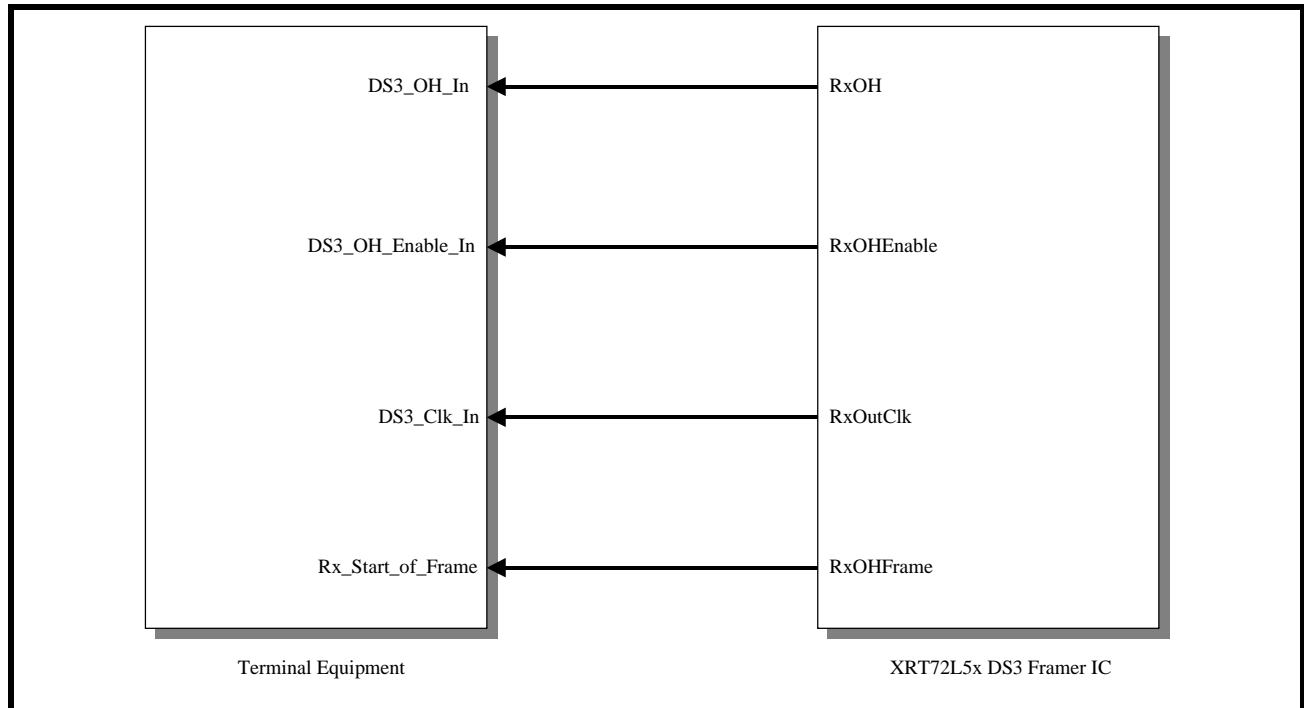 DS3_OH_In
RxOH
DS3_OH_Enable_In
RxOHEnable
DS3_Clk_In
RxOutClk
Rx_Start_of_Frame
RxOHFrame
Terminal Equipment
XRT72L5x DS3 Framer IC